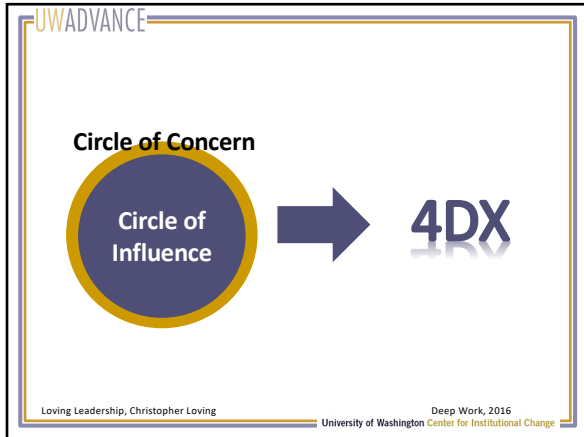 UWADVANCE
Circle of Concern
Circle of
Influence
4DX
Loving Leadership, Christopher Loving
Deep Work, 2016
University of Washington Center for Institutional Change